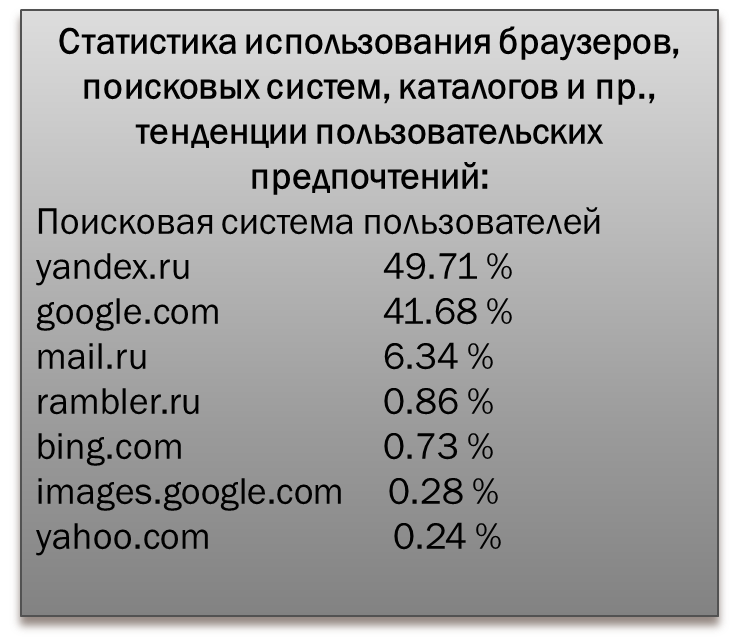 Статистика использования браузеров,
поисковых систем, каталогов и пр.,
тенденции пользовательских
предпочтений:
Поисковая система пользователей
yandex.ru 49.71 %
google.com 41.68 %
mail.ru 6.34 %
rambler.ru 0.86 %
bing.com 0.73 %
images.google.com 0.28 %
yahoo.com 0.24 %